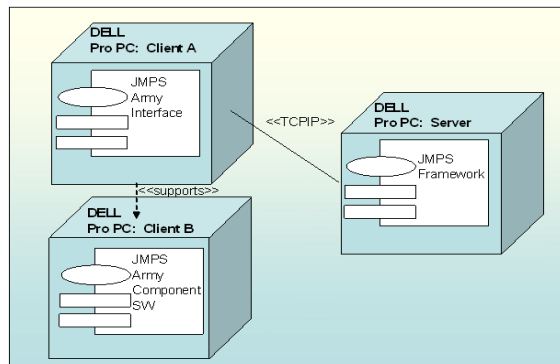 DELL
Pro PC: Client A
JMPS
Army
Interface
<<TCPIP>>
DELL
Pro PC: Server
JMPS
Framework
<<supports>>
DELL
Pro PC: Client B
JMPS
Army
Component
SW